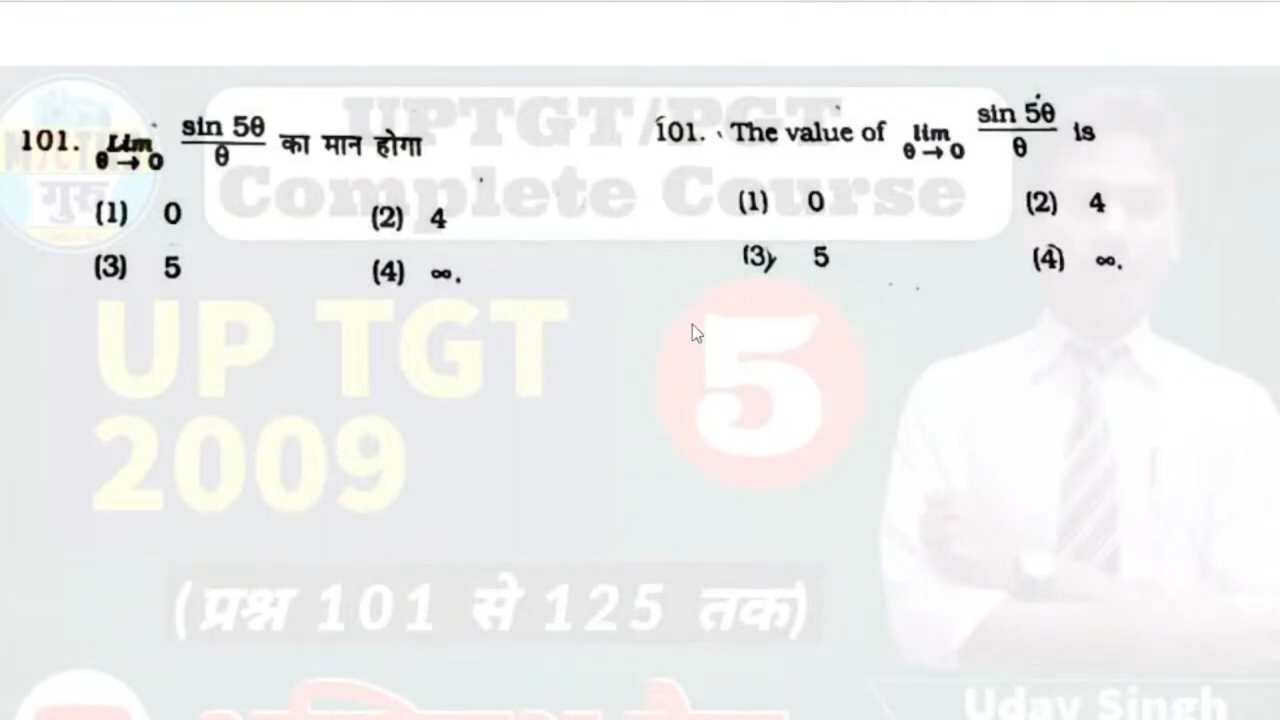 101. Lim θ → 0 sin 5θ / θ का मान होगा
(1) 0 (2) 4
(3) 5 (4) ∞.
101. The value of lim θ → 0 sin 5θ / θ is
(1) 0 (2) 4
(3) 5 (4) ∞.
UPTGT/PGT
Complete Course
गुरु
UP TGT
2009
5
(प्रश्न 101 से 125 तक)
Uday Singh